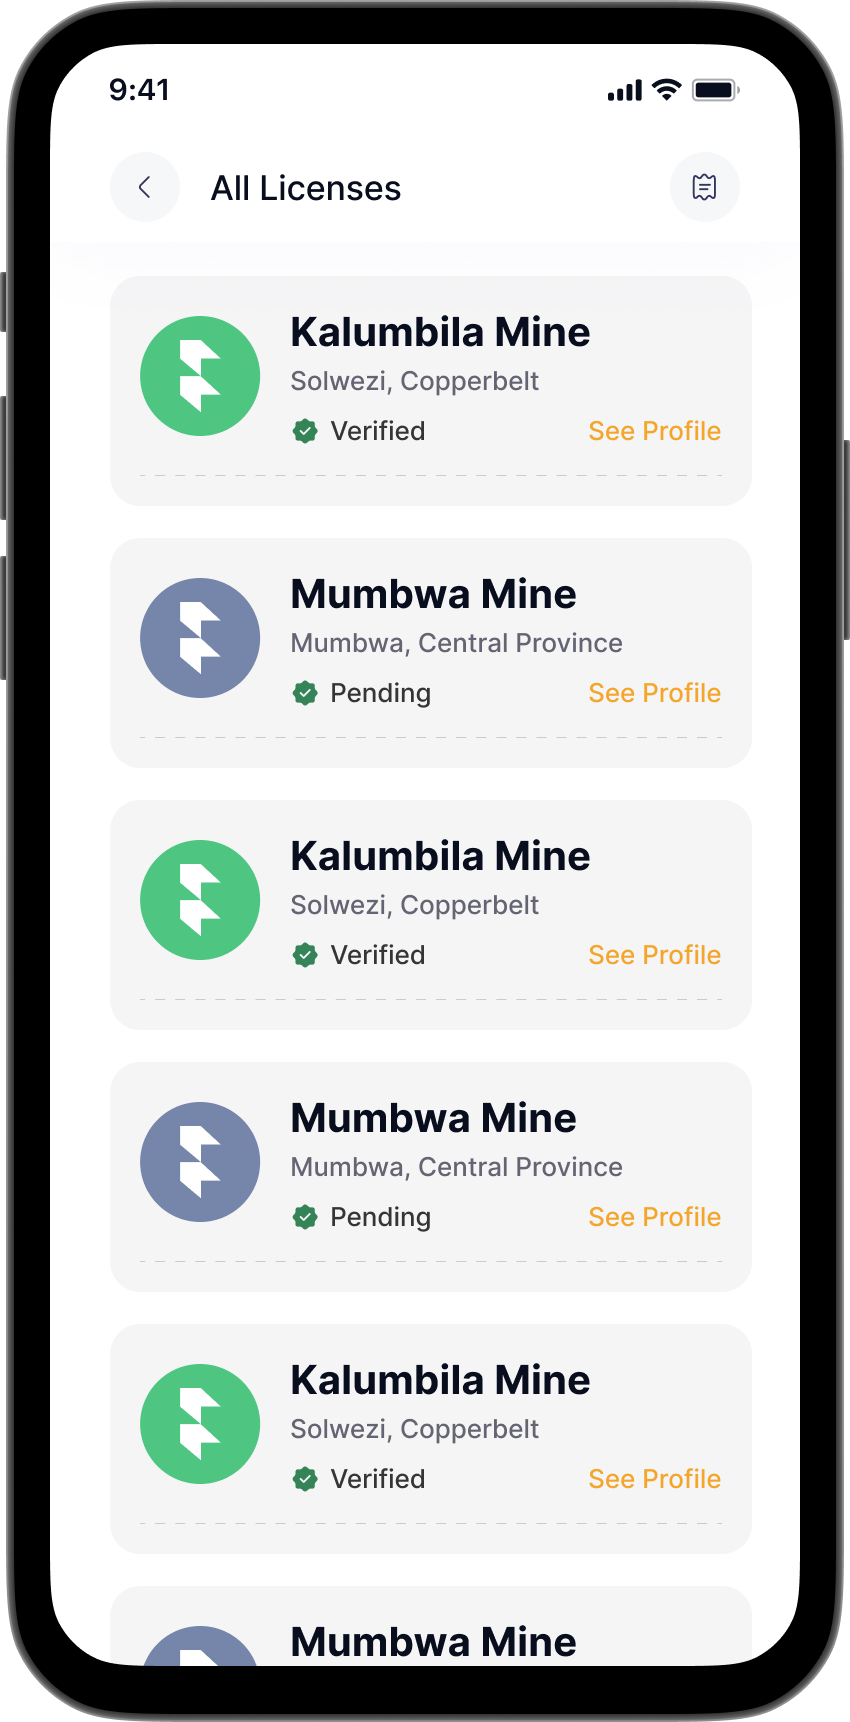 9:41
All Licenses
Kalumbila Mine
Solwezi, Copperbelt
Verified See Profile
Mumbwa Mine
Mumbwa, Central Province
Pending See Profile
Kalumbila Mine
Solwezi, Copperbelt
Verified See Profile
Mumbwa Mine
Mumbwa, Central Province
Pending See Profile
Kalumbila Mine
Solwezi, Copperbelt
Verified See Profile
Mumbwa Mine